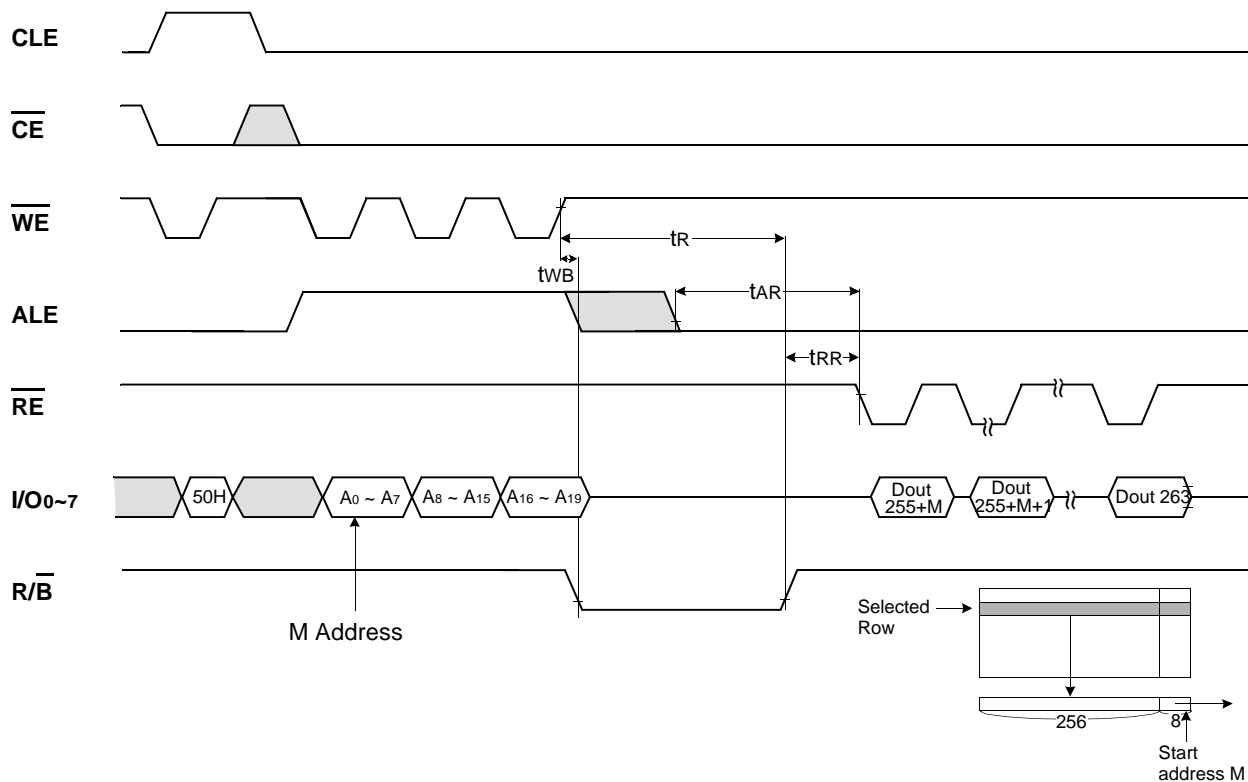 CLE
CE
WE
tR
tWB
ALE
tAR
tRR
RE
I/O0~7
50H
A0 ~ A7
A8 ~ A15
A16 ~ A19
Dout
255+M
Dout
255+M+1
Dout 263
R/B
M Address
Selected
Row
256
8
Start
address M